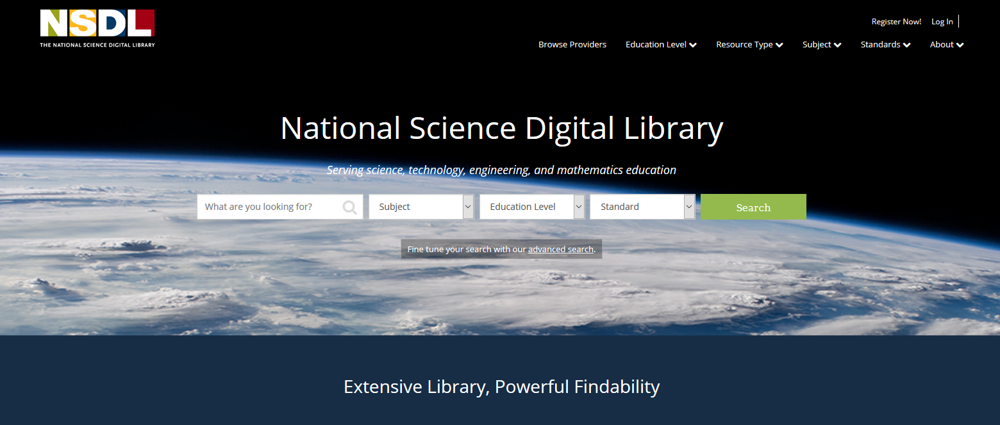 NSDL
THE NATIONAL SCIENCE DIGITAL LIBRARY
Register Now! Log In
Browse Providers Education Level Resource Type Subject Standards About
National Science Digital Library
Serving science, technology, engineering, and mathematics education
What are you looking for? Subject Education Level Standard Search
Fine tune your search with our advanced search.
Extensive Library, Powerful Findability